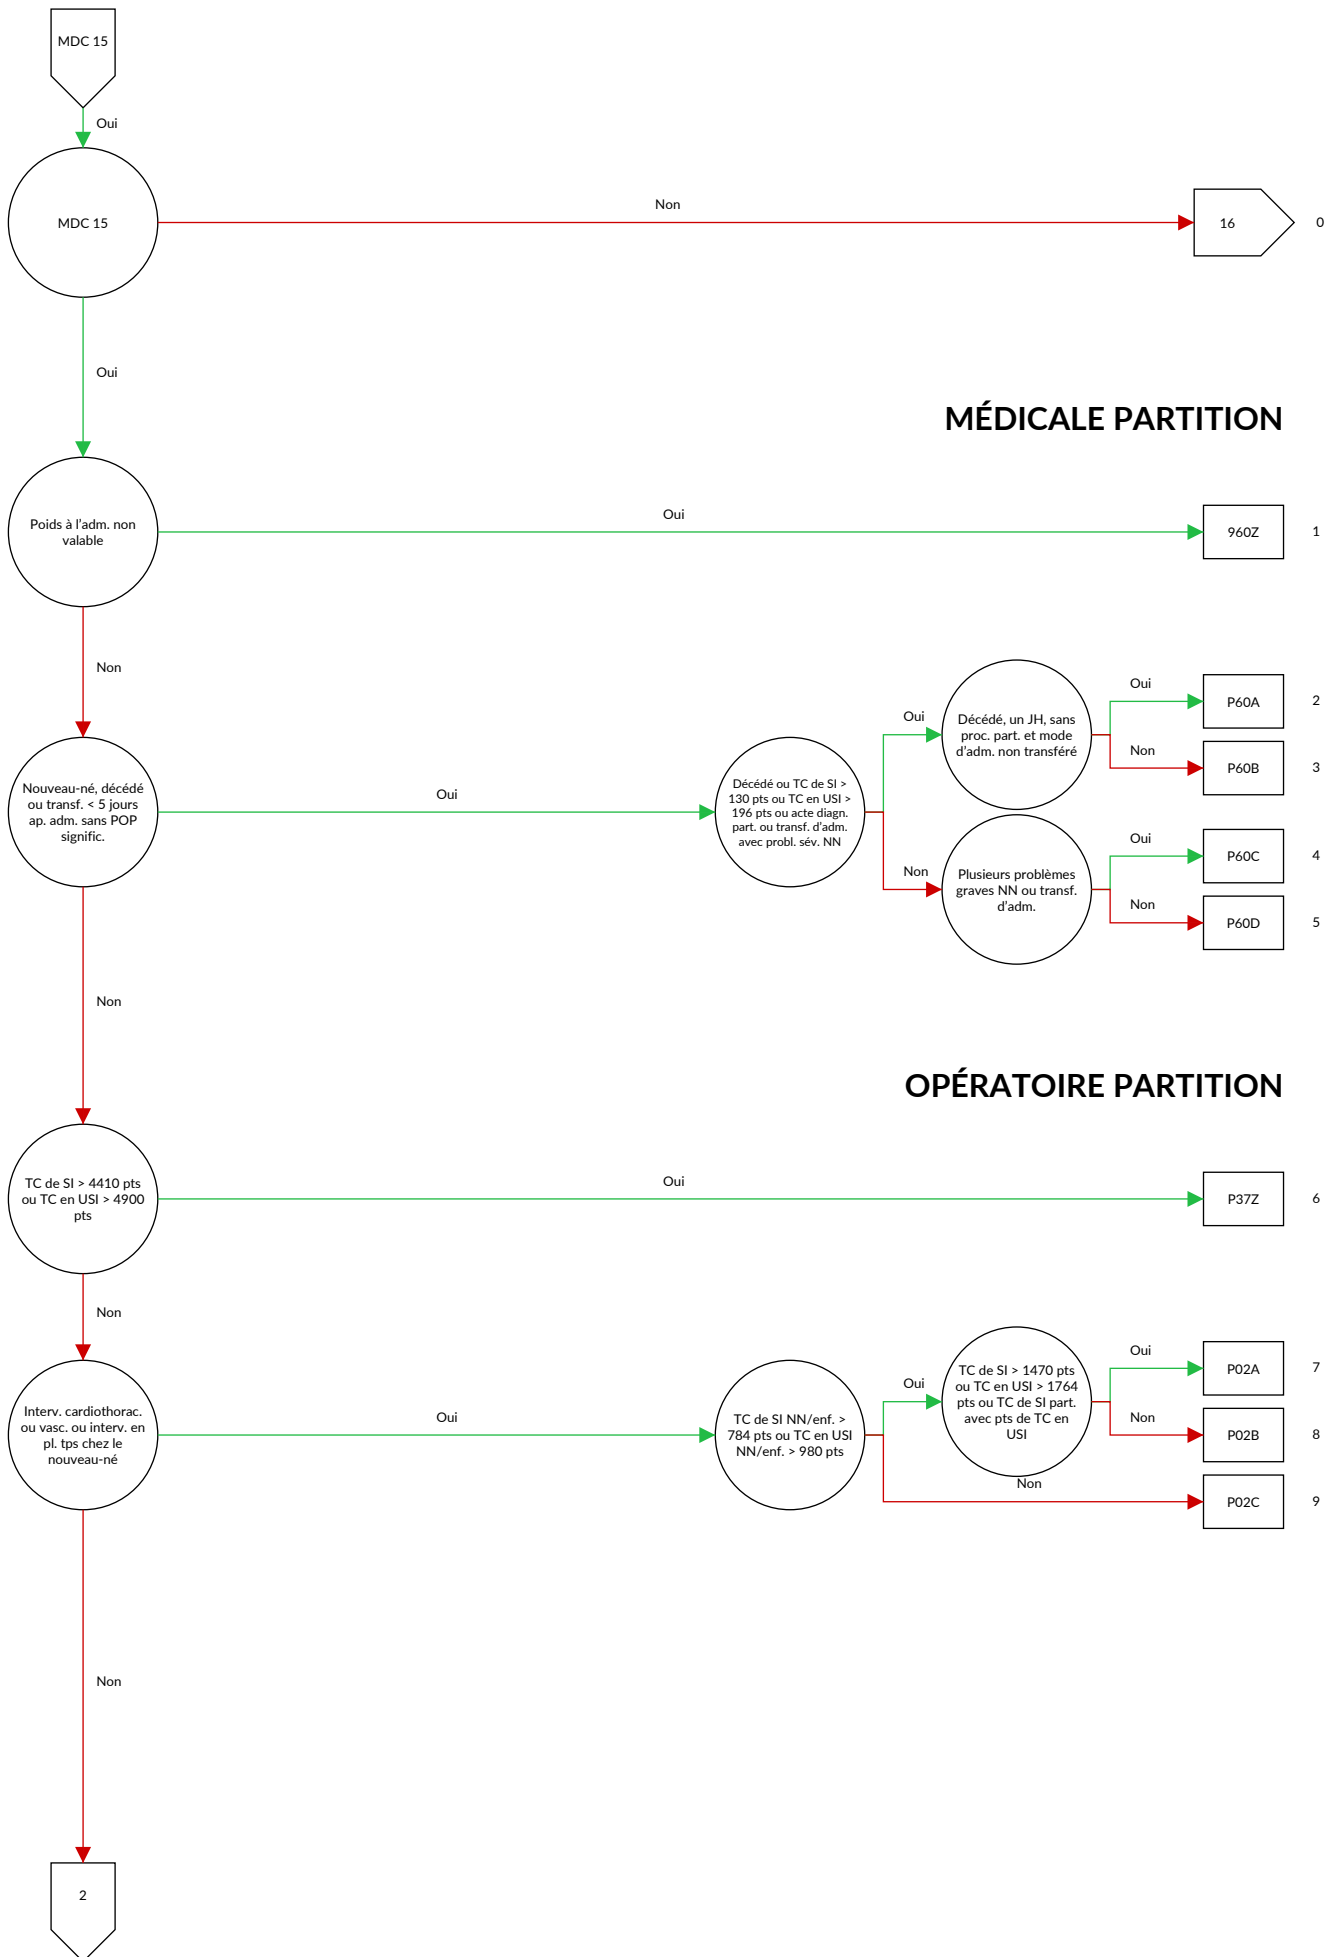 MDC 15
Oui
MDC 15
Non
16
0
Oui
MÉDICALE PARTITION
Poids à l'adm. non
valable
Oui
960Z
1
Non
Nouveau-né, décédé
ou transf. < 5 jours
ap. adm. sans POP
signific.
Oui
Décédé ou TC de SI >
130 pts ou TC en USI >
196 pts ou acte diagn.
part. ou transf. d'adm.
avec probl. sév. NN
Oui
Décédé, un JH, sans
proc. part. et mode
d'adm. non transféré
Oui
P60A
2
Non
P60B
3
Non
Plusieurs problèmes
graves NN ou transf.
d'adm.
Oui
P60C
4
Non
P60D
5
Non
OPÉRATOIRE PARTITION
TC de SI > 4410 pts
ou TC en USI > 4900
pts
Oui
P37Z
6
Non
Interv. cardiothorac.
ou vasc. ou interv. en
pl. tps chez le
nouveau-né
Oui
TC de SI NN/enf. >
784 pts ou TC en USI
NN/enf. > 980 pts
Oui
TC de SI > 1470 pts
ou TC en USI > 1764
pts ou TC de SI part.
avec pts de TC en
USI
Oui
P02A
7
Non
P02B
8
Non
P02C
9
Non
2